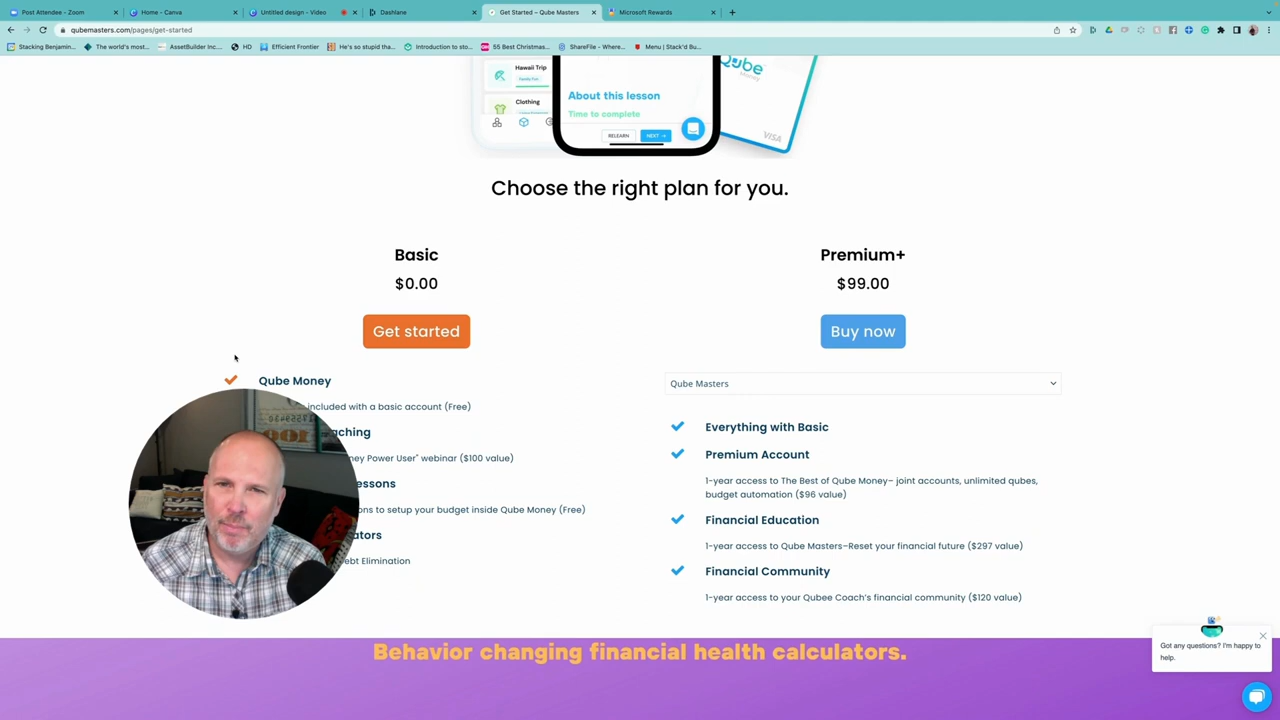 Post Attendee - Zoom
Home - Canva
Untitled design - Video
Dashlane
Get Started – Qube Masters
Microsoft Rewards
qubemasters.com/pages/get-started
Stacking Benjamin...
The world's most...
AssetBuilder Inc....
HD
Efficient Frontier
He's so stupid tha...
Introduction to sto...
55 Best Christmas...
ShareFile - Where...
Menu | Stack'd Bu...
Hawaii Trip
Family Fun
Clothing
About this lesson
Time to complete
RELEARN
NEXT →
Qube
Money
VISA
Choose the right plan for you.
Basic
$0.00
Get started
Qube Money
included with a basic account (Free)
aching
ney Power User" webinar ($100 value)
essons
ons to setup your budget inside Qube Money (Free)
ators
ebt Elimination
Premium+
$99.00
Buy now
Qube Masters
Everything with Basic
Premium Account
1-year access to The Best of Qube Money– joint accounts, unlimited qubes,
budget automation ($96 value)
Financial Education
1-year access to Qube Masters–Reset your financial future ($297 value)
Financial Community
1-year access to your Qubee Coach's financial community ($120 value)
Behavior changing financial health calculators.
Got any questions? I'm happy to
help.